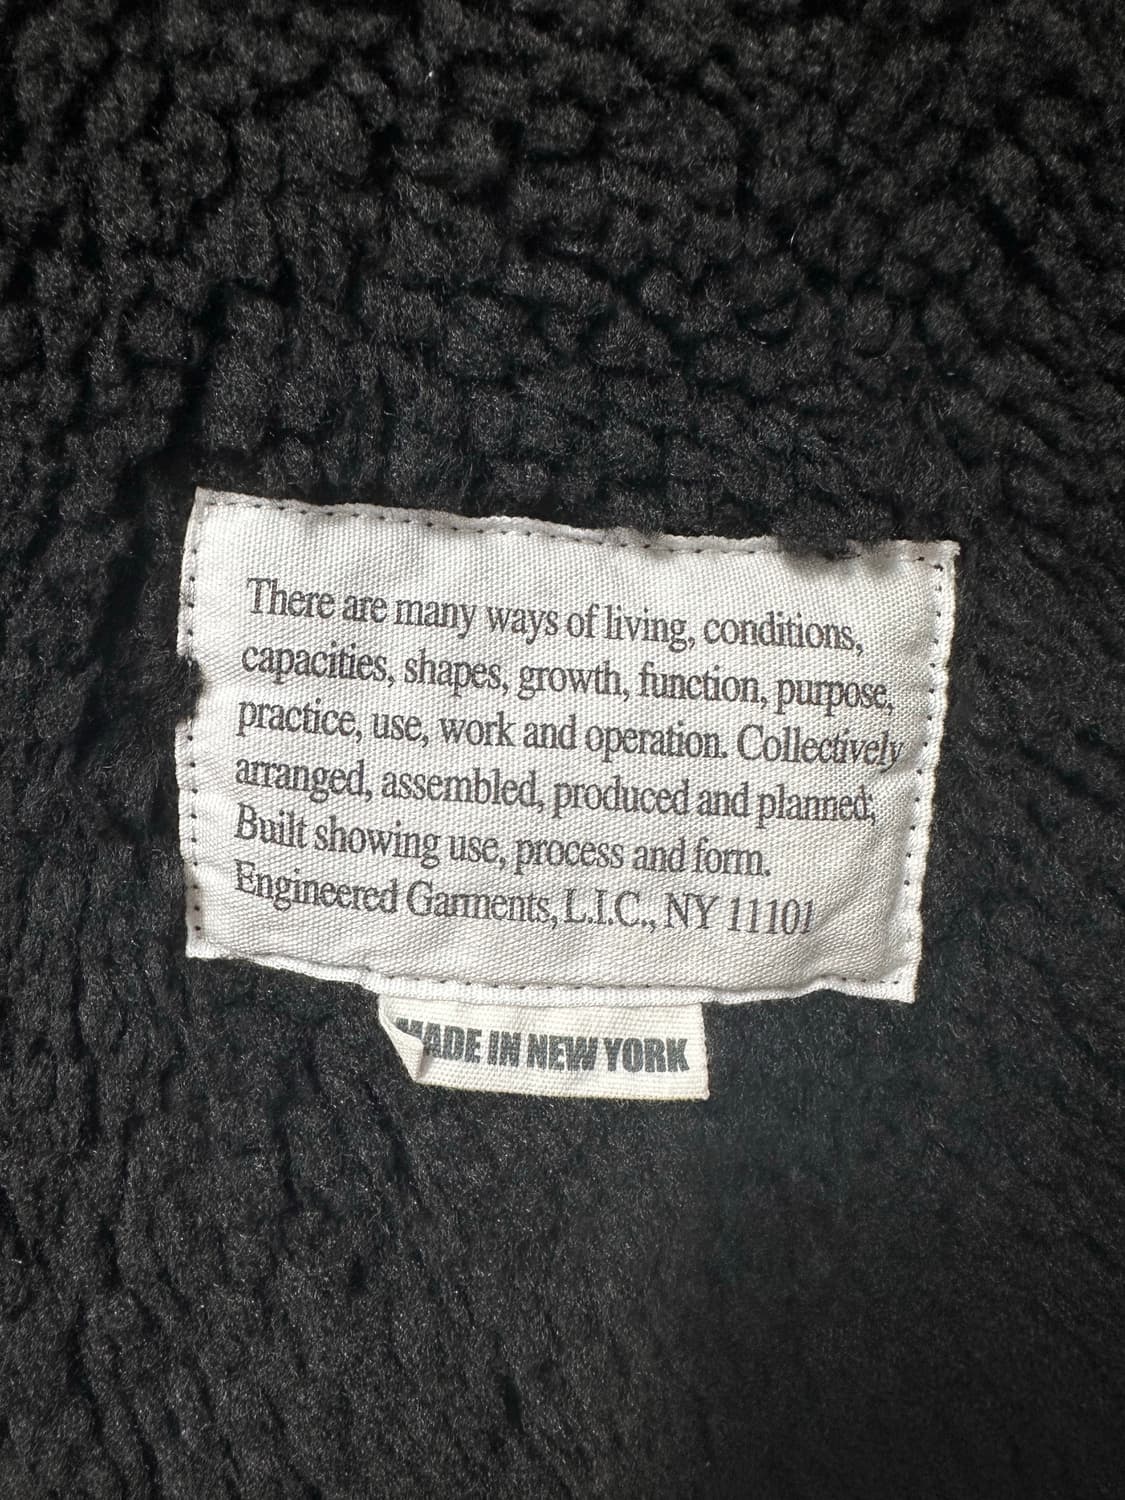 There are many ways of living, conditions,
capacities, shapes, growth, function, purpose,
practice, use, work and operation. Collectively
arranged, assembled, produced and planned;
Built showing use, process and form.
Engineered Garments, L.I.C., NY 11101
MADE IN NEW YORK